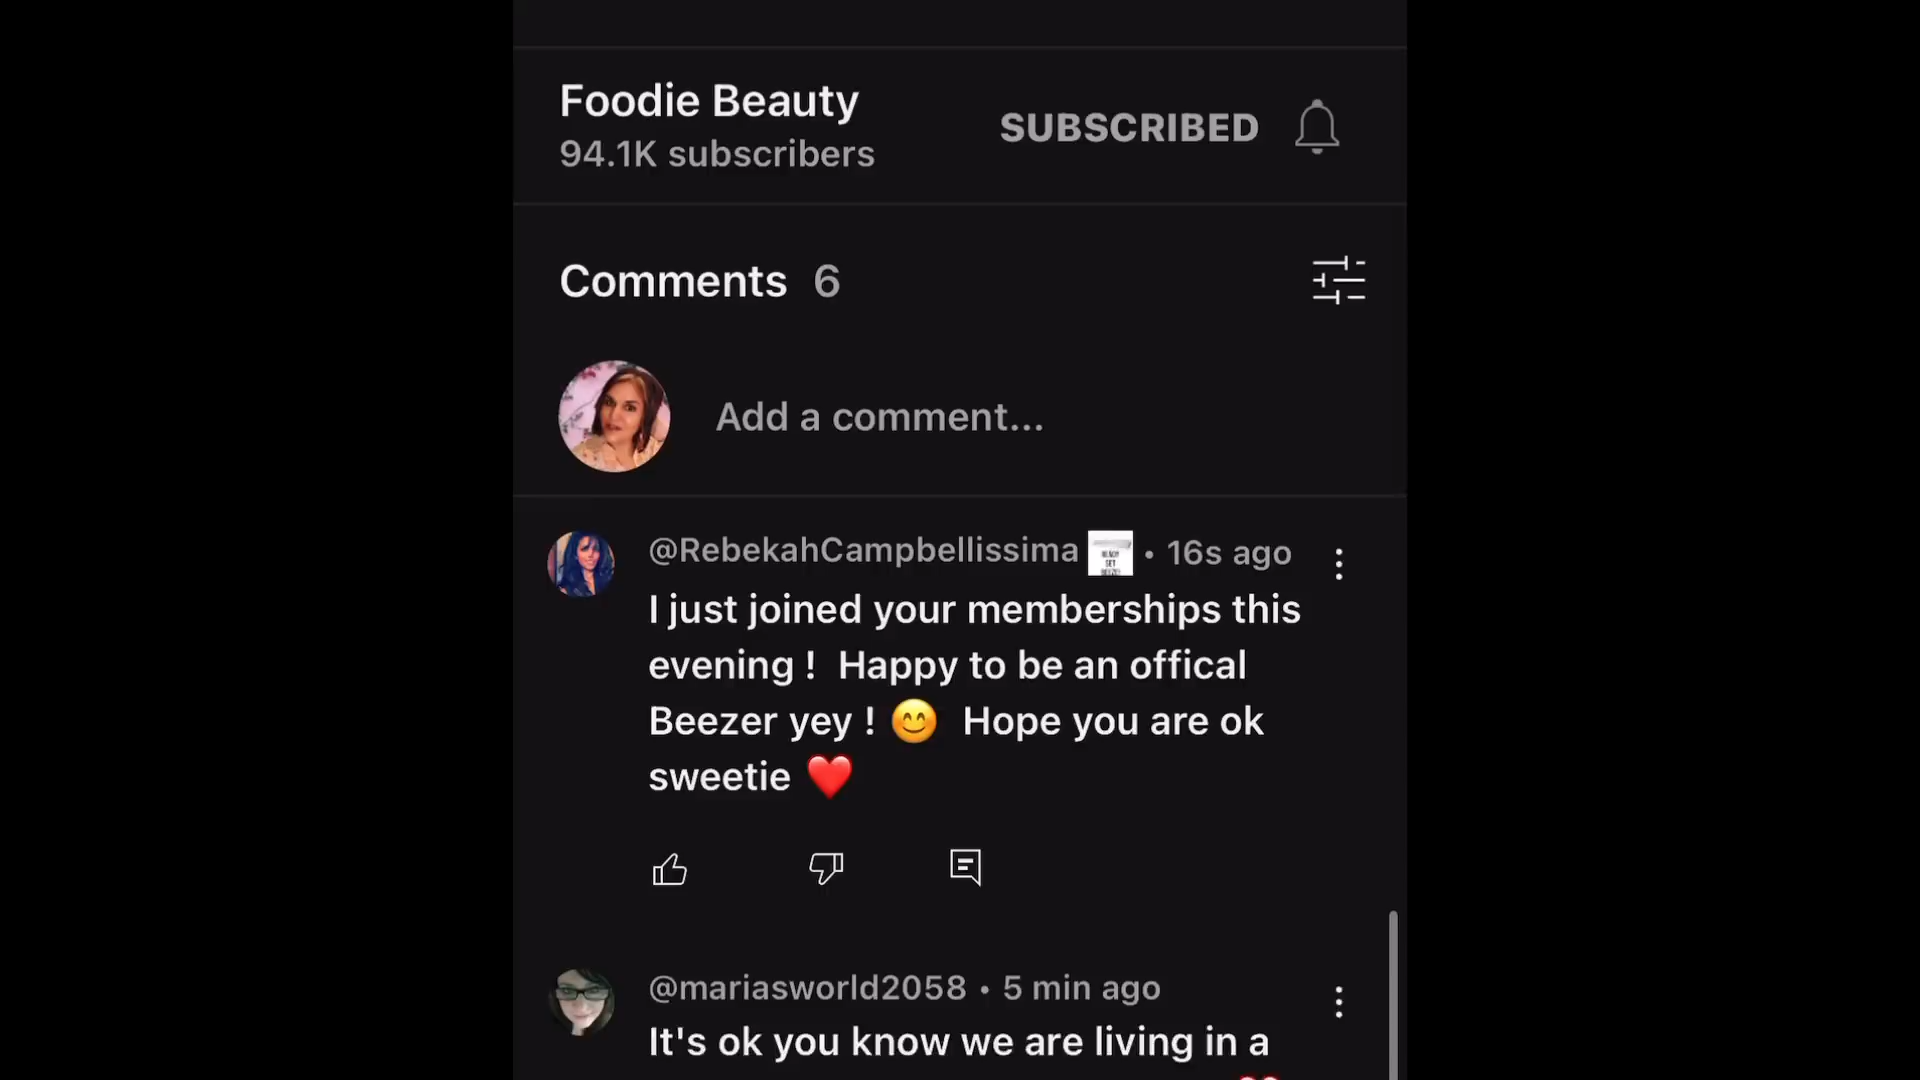 Foodie Beauty
94.1K subscribers
SUBSCRIBED
Comments 6
Add a comment...
@RebekahCampbellissima • 16s ago
READY
SET
I just joined your memberships this
evening ! Happy to be an offical
Beezer yey ! 😊 Hope you are ok
sweetie ❤️
@mariasworld2058 • 5 min ago
It's ok you know we are living in a